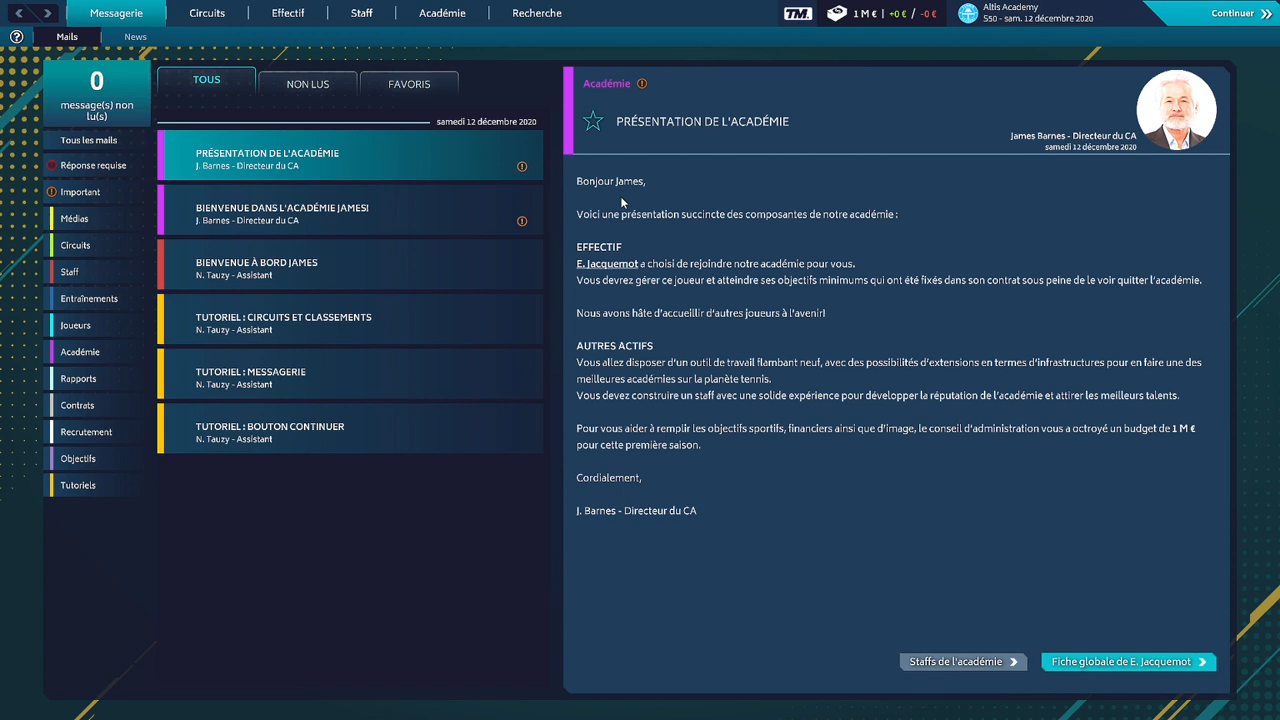 Messagerie
Circuits
Effectif
Staff
Académie
Recherche
TM.
1 M € | +0 € / -0 €
Altis Academy
550 - sam. 12 décembre 2020
Continuer
Mails
News
0
message(s) non
lu(s)
Tous les mails
Réponse requise
Important
Médias
Circuits
Staff
Entraînements
Joueurs
Académie
Rapports
Contrats
Recrutement
Objectifs
Tutoriels
TOUS
NON LUS
FAVORIS
samedi 12 décembre 2020
PRÉSENTATION DE L'ACADÉMIE
J. Barnes - Directeur du CA
BIENVENUE DANS L'ACADÉMIE JAMES!
J. Barnes - Directeur du CA
BIENVENUE À BORD JAMES
N. Tauzy - Assistant
TUTORIEL : CIRCUITS ET CLASSEMENTS
N. Tauzy - Assistant
TUTORIEL : MESSAGERIE
N. Tauzy - Assistant
TUTORIEL : BOUTON CONTINUER
N. Tauzy - Assistant
Académie
PRÉSENTATION DE L'ACADÉMIE
James Barnes - Directeur du CA
samedi 12 décembre 2020
Bonjour James,
Voici une présentation succincte des composantes de notre académie :
EFFECTIF
E. Jacquemot a choisi de rejoindre notre académie pour vous.
Vous devrez gérer ce joueur et atteindre ses objectifs minimums qui ont été fixés dans son contrat sous peine de le voir quitter l'académie.
Nous avons hâte d'accueillir d'autres joueurs à l'avenir!
AUTRES ACTIFS
Vous allez disposer d'un outil de travail flambant neuf, avec des possibilités d'extensions en termes d'infrastructures pour en faire une des
meilleures académies sur la planète tennis.
Vous devez construire un staff avec une solide expérience pour développer la réputation de l'académie et attirer les meilleurs talents.
Pour vous aider à remplir les objectifs sportifs, financiers ainsi que d'image, le conseil d'administration vous a octroyé un budget de 1 M €
pour cette première saison.
Cordialement,
J. Barnes - Directeur du CA
Staffs de l'académie
Fiche globale de E. Jacquemot